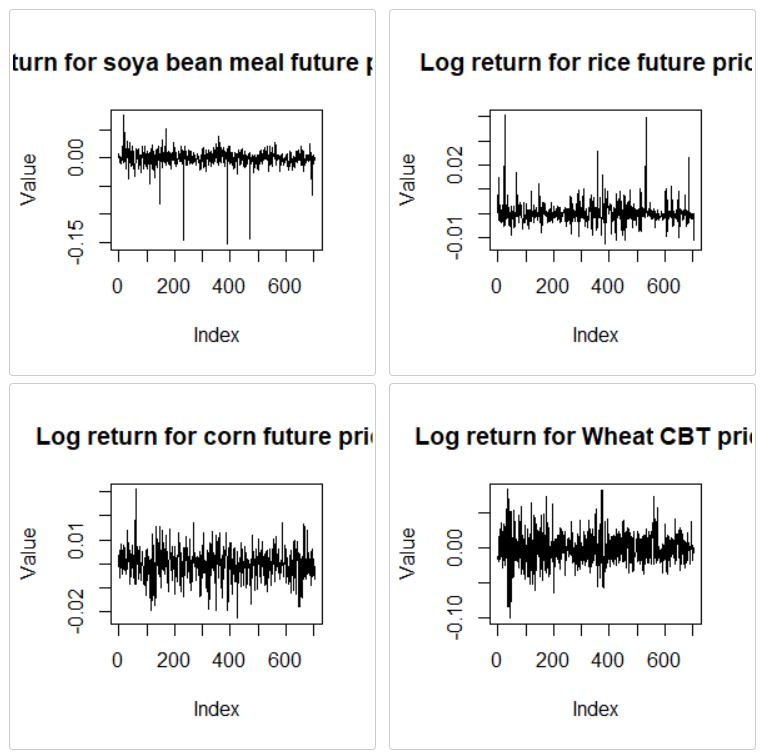 turn for soya bean meal future p
Value
0.00
-0.15
0 200 400 600
Index
Log return for rice future pric
Value
0.02
-0.01
0 200 400 600
Index
Log return for corn future pri
Value
0.01
-0.02
0 200 400 600
Index
Log return for Wheat CBT pri
Value
0.00
-0.10
0 200 400 600
Index